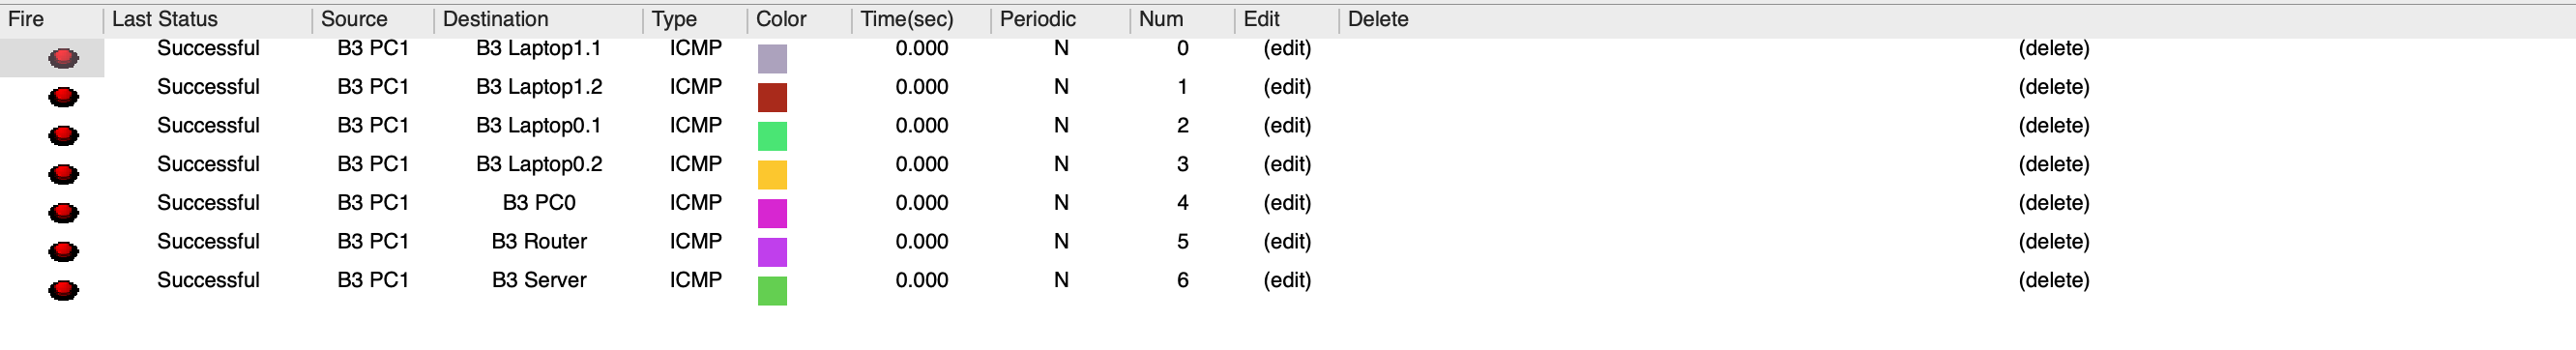 Fire Last Status Source Destination Type Color Time(sec) Periodic Num Edit Delete
Successful B3 PC1 B3 Laptop1.1 ICMP 0.000 N 0 (edit) (delete)
Successful B3 PC1 B3 Laptop1.2 ICMP 0.000 N 1 (edit) (delete)
Successful B3 PC1 B3 Laptop0.1 ICMP 0.000 N 2 (edit) (delete)
Successful B3 PC1 B3 Laptop0.2 ICMP 0.000 N 3 (edit) (delete)
Successful B3 PC1 B3 PC0 ICMP 0.000 N 4 (edit) (delete)
Successful B3 PC1 B3 Router ICMP 0.000 N 5 (edit) (delete)
Successful B3 PC1 B3 Server ICMP 0.000 N 6 (edit) (delete)